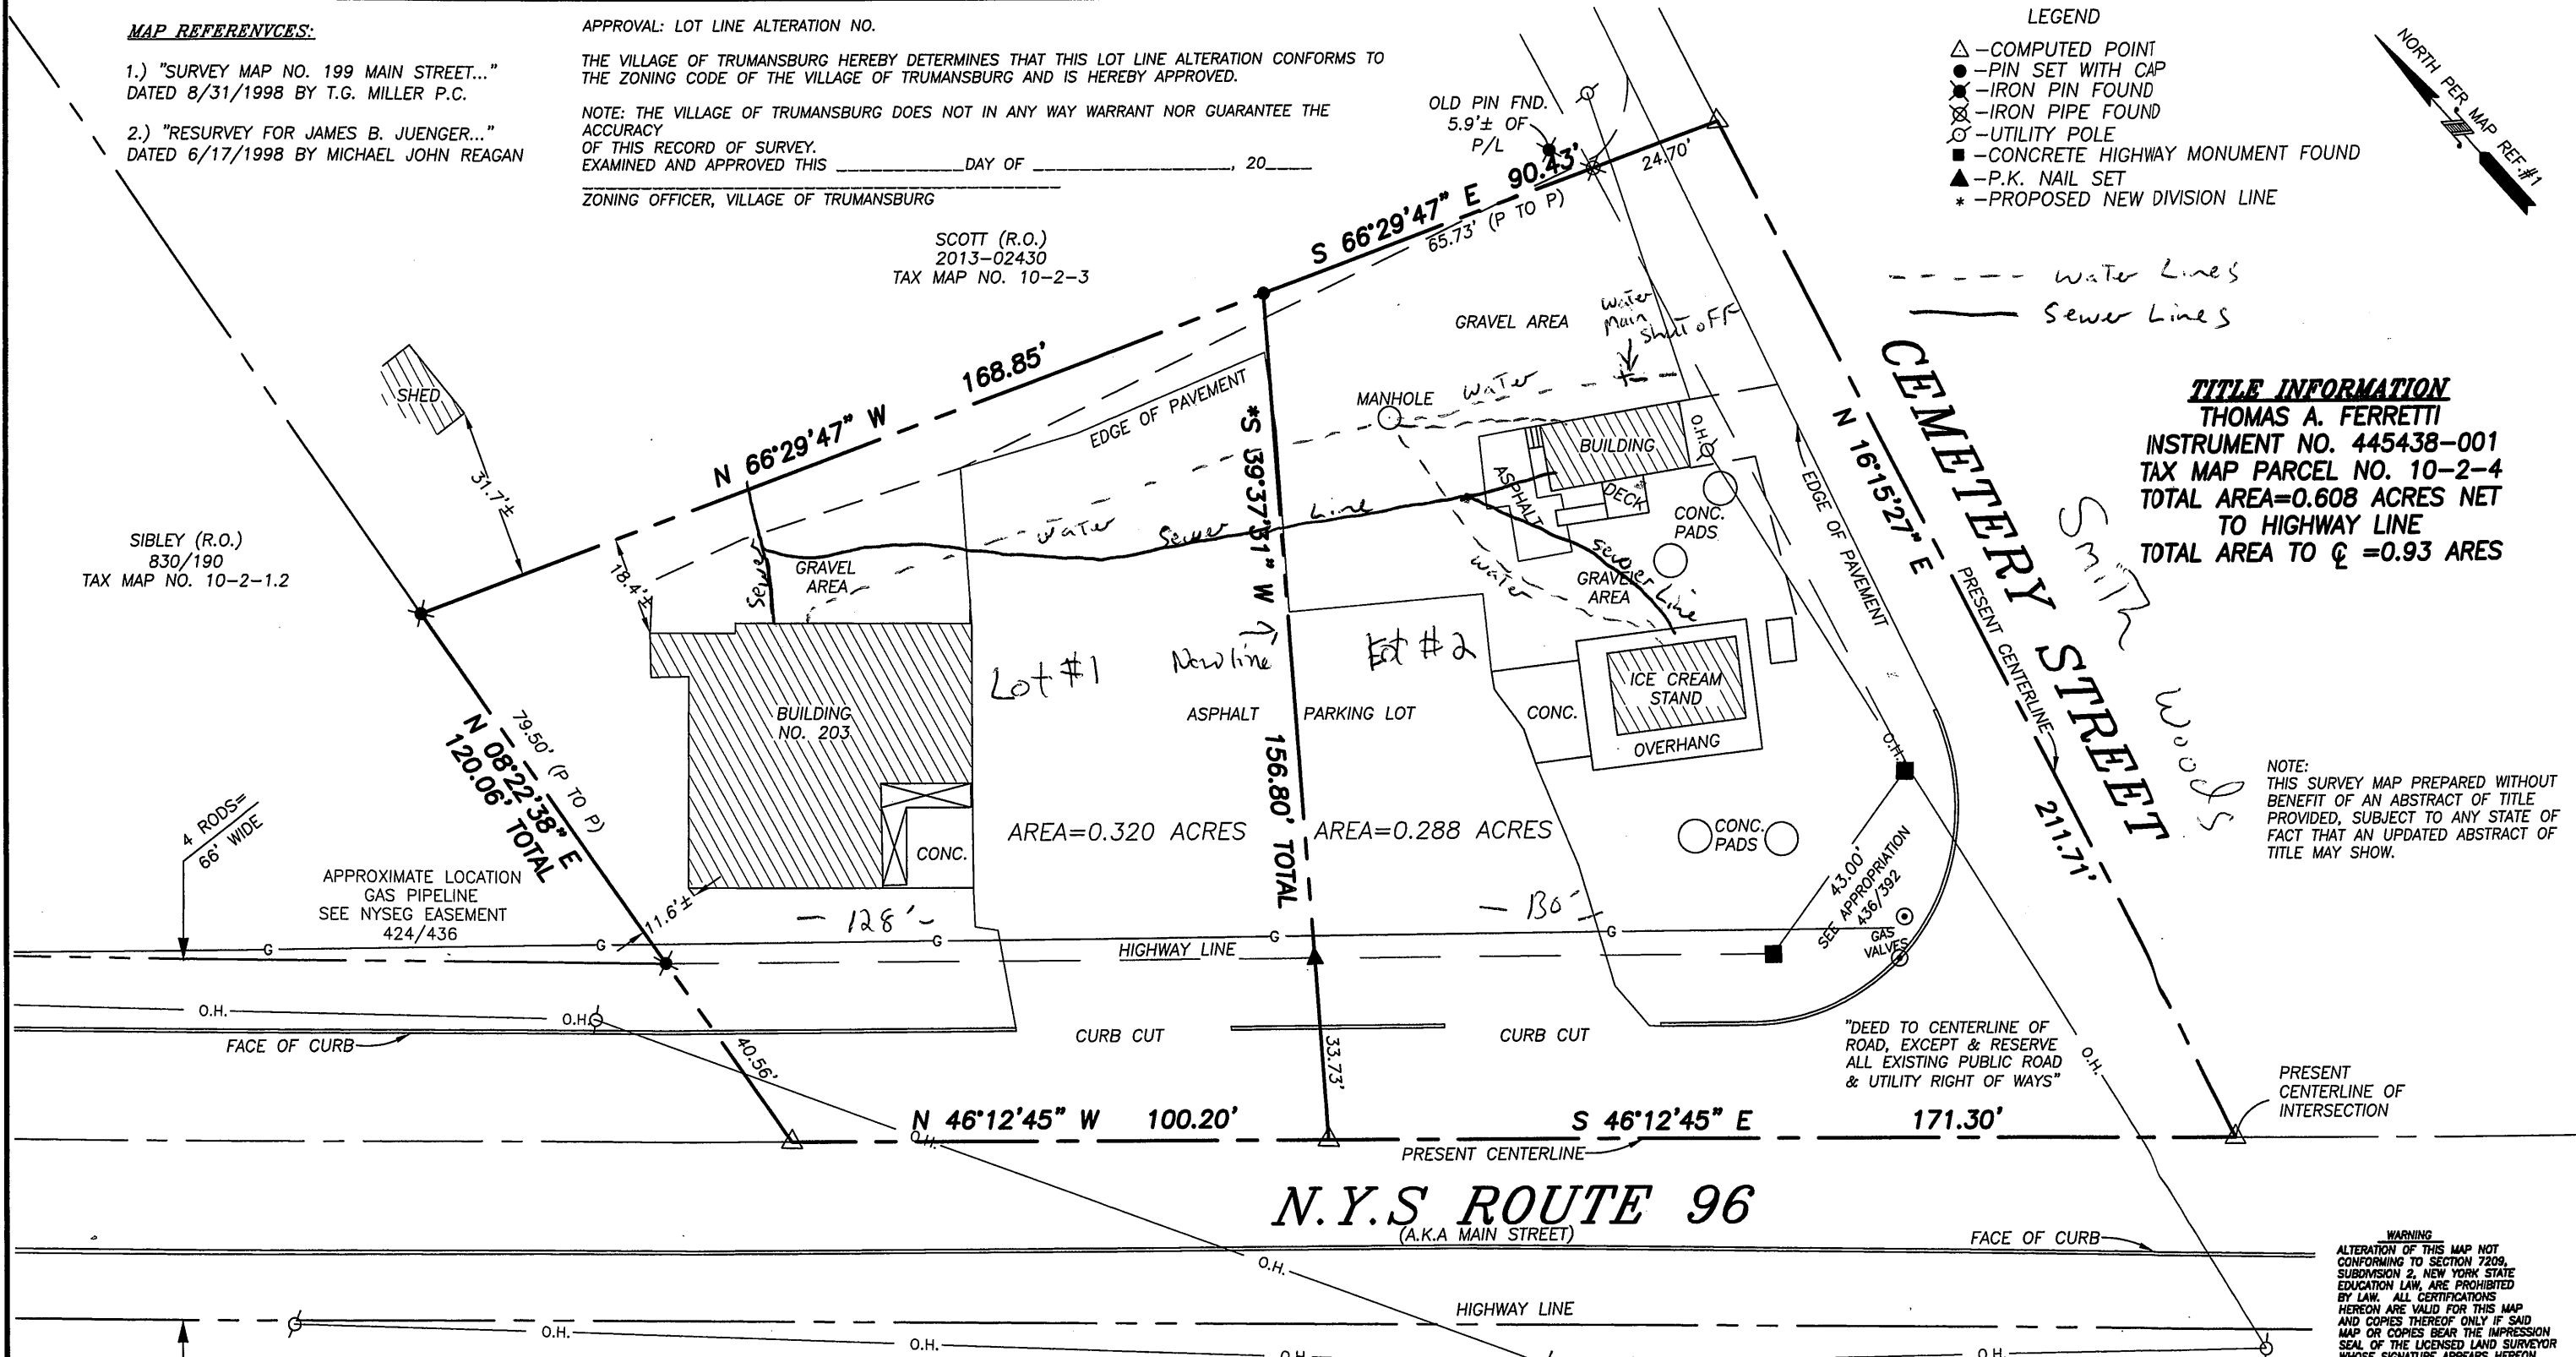 MAP REFERENVCES:
1.) "SURVEY MAP NO. 199 MAIN STREET..."
DATED 8/31/1998 BY T.G. MILLER P.C.
2.) "RESURVEY FOR JAMES B. JUENGER..."
DATED 6/17/1998 BY MICHAEL JOHN REAGAN
APPROVAL: LOT LINE ALTERATION NO.
THE VILLAGE OF TRUMANSBURG HEREBY DETERMINES THAT THIS LOT LINE ALTERATION CONFORMS TO
THE ZONING CODE OF THE VILLAGE OF TRUMANSBURG AND IS HEREBY APPROVED.
NOTE: THE VILLAGE OF TRUMANSBURG DOES NOT IN ANY WAY WARRANT NOR GUARANTEE THE
ACCURACY
OF THIS RECORD OF SURVEY.
EXAMINED AND APPROVED THIS ___________DAY OF _________________, 20____
ZONING OFFICER, VILLAGE OF TRUMANSBURG
LEGEND
-COMPUTED POINT
-PIN SET WITH CAP
-IRON PIN FOUND
-IRON PIPE FOUND
-UTILITY POLE
-CONCRETE HIGHWAY MONUMENT FOUND
-P.K. NAIL SET
* -PROPOSED NEW DIVISION LINE
NORTH PER MAP REF.#1
Water Lines
Sewer Lines
TITLE INFORMATION
THOMAS A. FERRETTI
INSTRUMENT NO. 445438-001
TAX MAP PARCEL NO. 10-2-4
TOTAL AREA=0.608 ACRES NET
TO HIGHWAY LINE
TOTAL AREA TO ℄ =0.93 ARES
OLD PIN FND.
5.9'± OF
P/L
S 66°29'47" E 90.43'
65.73' (P TO P)
24.70'
SCOTT (R.O.)
2013-02430
TAX MAP NO. 10-2-3
N 66°29'47" W 168.85'
EDGE OF PAVEMENT
GRAVEL AREA
Water
Main
Shut oFF
MANHOLE
Water
BUILDING
O.H.
ASPHALT
DECK
CONC.
PADS
EDGE OF PAVEMENT
N 16°15'27" E
211.71'
PRESENT CENTERLINE
CEMETERY STREET
Smith
Woods
SHED
31.7'±
SIBLEY (R.O.)
830/190
TAX MAP NO. 10-2-1.2
18.4'±
Sewer
GRAVEL
AREA
Water
Sewer Line
*S 39°37'31" W
156.80' TOTAL
Water
GRAVEL
AREA
Sewer Line
Lot #1
New line
Lot #2
ASPHALT PARKING LOT
CONC.
ICE CREAM
STAND
OVERHANG
BUILDING
NO. 203
CONC.
AREA=0.320 ACRES
AREA=0.288 ACRES
CONC.
PADS
O.H.
43.00'
SEE APPROPRIATION
436/392
GAS
VALVES
NOTE:
THIS SURVEY MAP PREPARED WITHOUT
BENEFIT OF AN ABSTRACT OF TITLE
PROVIDED, SUBJECT TO ANY STATE OF
FACT THAT AN UPDATED ABSTRACT OF
TITLE MAY SHOW.
79.50' (P TO P)
N 08°22'38" E
120.06' TOTAL
4 RODS=
66' WIDE
APPROXIMATE LOCATION
GAS PIPELINE
SEE NYSEG EASEMENT
424/436
11.6'±
- 128' -
- 130' -
G
G
G
G
G
HIGHWAY LINE
O.H.
O.H.
FACE OF CURB
40.56'
CURB CUT
33.73'
CURB CUT
"DEED TO CENTERLINE OF
ROAD, EXCEPT & RESERVE
ALL EXISTING PUBLIC ROAD
& UTILITY RIGHT OF WAYS"
O.H.
PRESENT
CENTERLINE OF
INTERSECTION
N 46°12'45" W 100.20'
S 46°12'45" E 171.30'
O.H.
PRESENT CENTERLINE
N.Y.S ROUTE 96
(A.K.A MAIN STREET)
FACE OF CURB
O.H.
HIGHWAY LINE
O.H.
O.H.
O.H.
O.H.
WARNING
ALTERATION OF THIS MAP NOT
CONFORMING TO SECTION 7209,
SUBDIVISION 2, NEW YORK STATE
EDUCATION LAW, ARE PROHIBITED
BY LAW. ALL CERTIFICATIONS
HEREON ARE VALID FOR THIS MAP
AND COPIES THEREOF ONLY IF SAID
MAP OR COPIES BEAR THE IMPRESSION
SEAL OF THE LICENSED LAND SURVEYOR
WHOSE SIGNATURE APPEARS HEREON